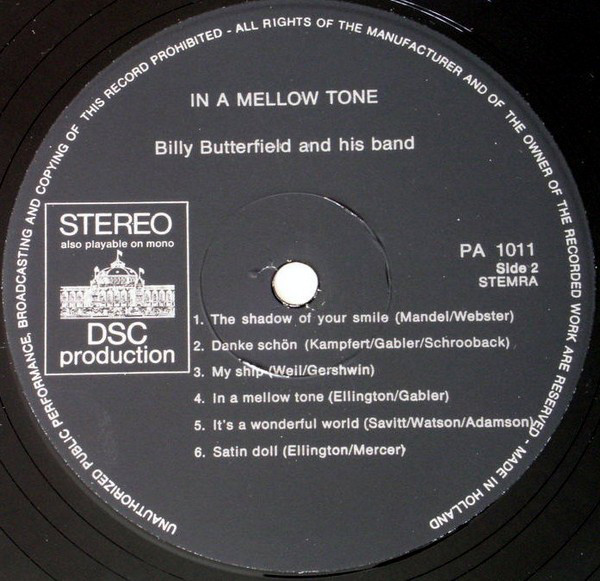 UNAUTHORIZED PUBLIC PERFORMANCE, BROADCASTING AND COPYING OF THIS RECORD PROHIBITED - ALL RIGHTS OF THE MANUFACTURER AND OF THE OWNER OF THE RECORDED WORK ARE RESERVED - MADE IN HOLLAND
IN A MELLOW TONE
Billy Butterfield and his band
STEREO
also playable on mono
DSC
production
PA 1011
Side 2
STEMRA
1. The shadow of your smile (Mandel/Webster)
2. Danke schön (Kampfert/Gabler/Schrooback)
3. My ship (Weil/Gershwin)
4. In a mellow tone (Ellington/Gabler)
5. It's a wonderful world (Savitt/Watson/Adamson)
6. Satin doll (Ellington/Mercer)